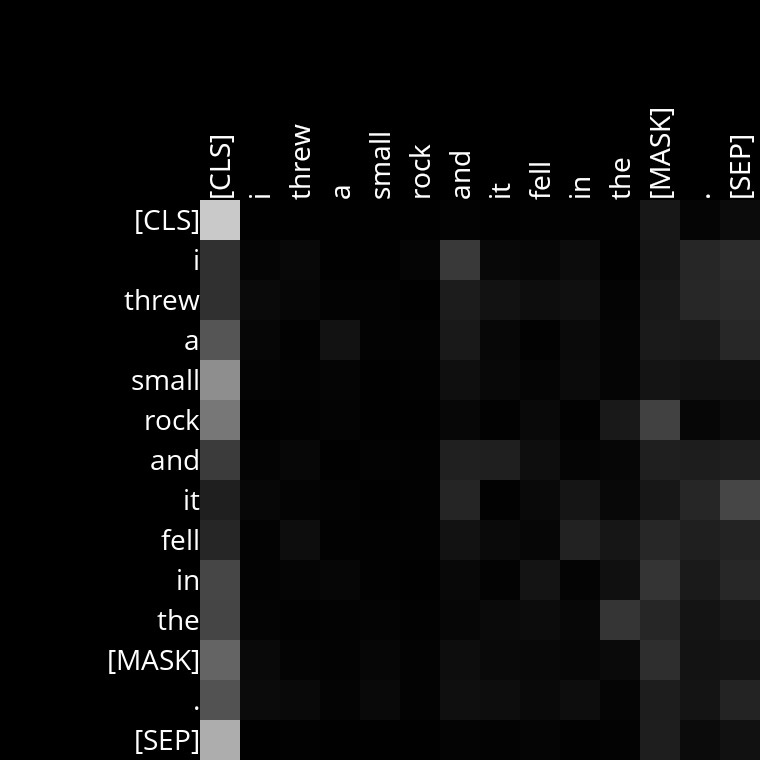 [CLS] i threw a small rock and it fell in the [MASK] . [SEP]
[CLS]
i
threw
a
small
rock
and
it
fell
in
the
[MASK]
.
[SEP]